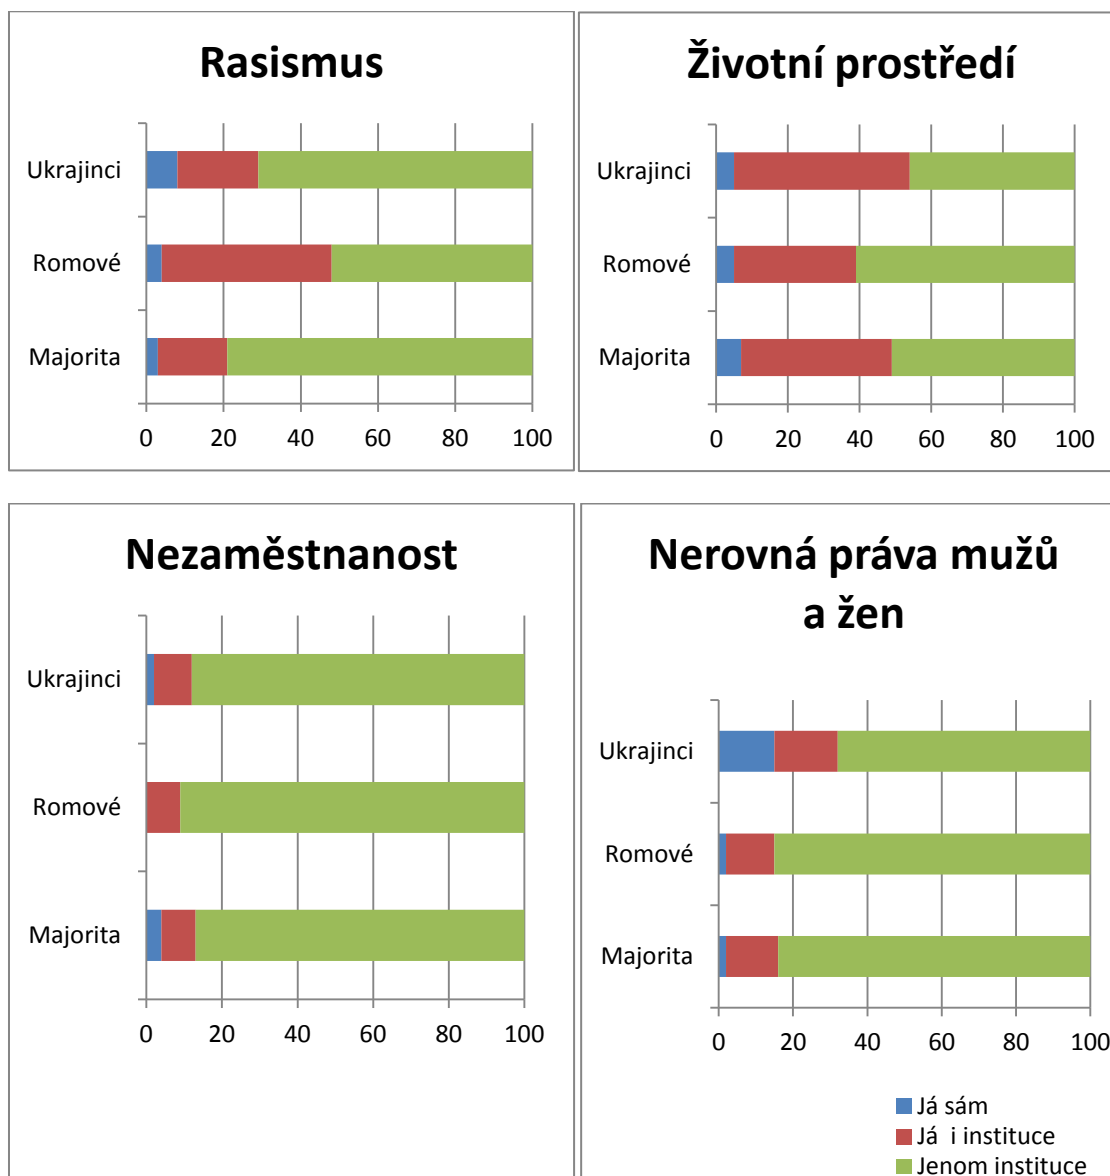 Rasismus
Ukrajinci
Romové
Majorita
0 20 40 60 80 100
Životní prostředí
Ukrajinci
Romové
Majorita
0 20 40 60 80 100
Nezaměstnanost
Ukrajinci
Romové
Majorita
0 20 40 60 80 100
Nerovná práva mužů
a žen
Ukrajinci
Romové
Majorita
0 20 40 60 80 100
Já sám
Já i instituce
Jenom instituce